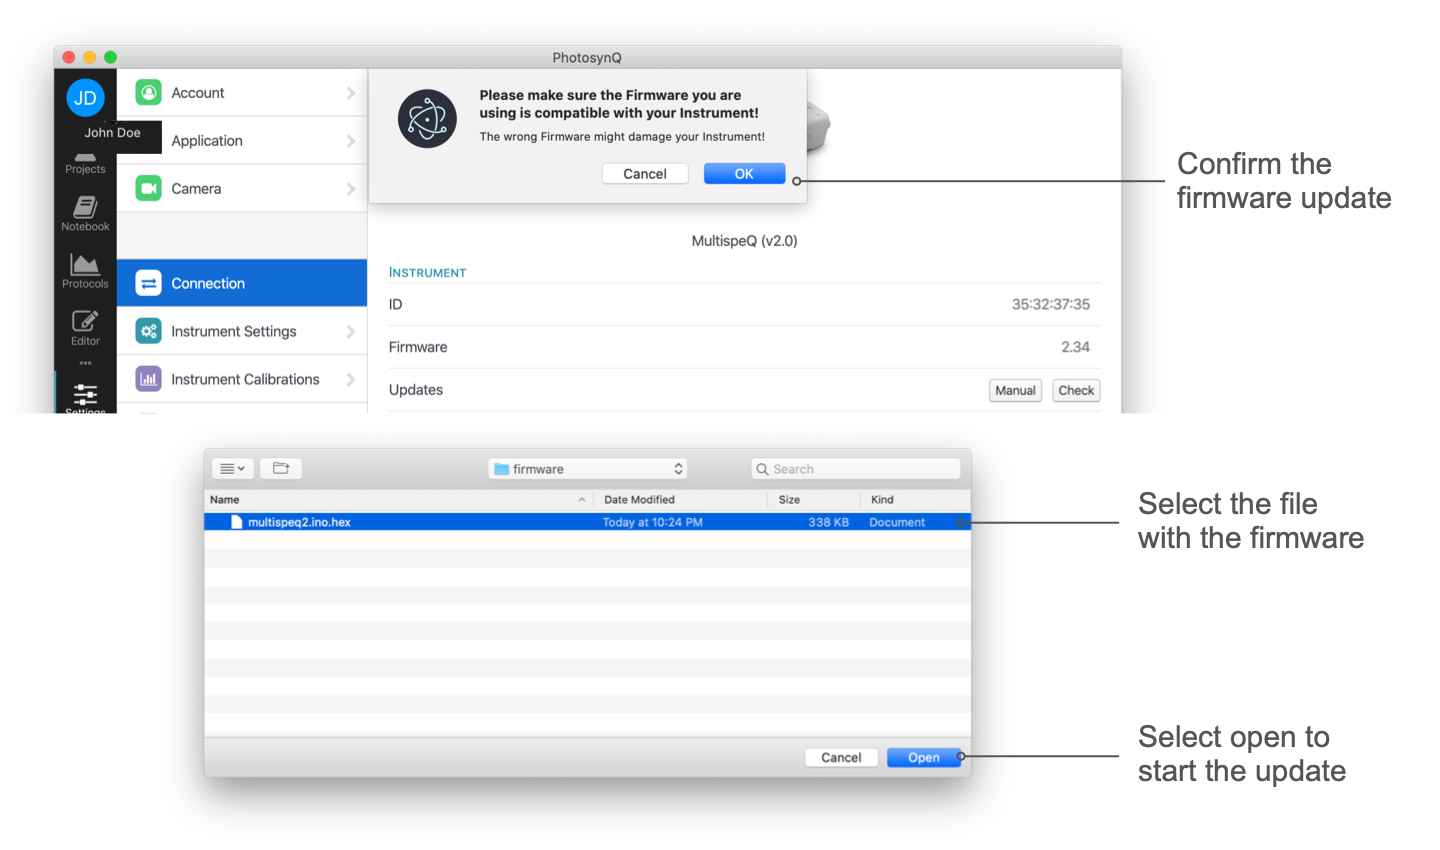 PhotosynQ
JD
John Doe
Projects
Notebook
Protocols
Editor
Settings
Account
Application
Camera
Connection
Instrument Settings
Instrument Calibrations
Please make sure the Firmware you are
using is compatible with your Instrument!
The wrong Firmware might damage your Instrument!
Cancel
OK
Confirm the
firmware update
MultispeQ (v2.0)
INSTRUMENT
ID 35:32:37:35
Firmware 2.34
Updates Manual Check
firmware
Search
Name Date Modified Size Kind
multispeq2.ino.hex Today at 10:24 PM 338 KB Document
Select the file
with the firmware
Cancel Open
Select open to
start the update